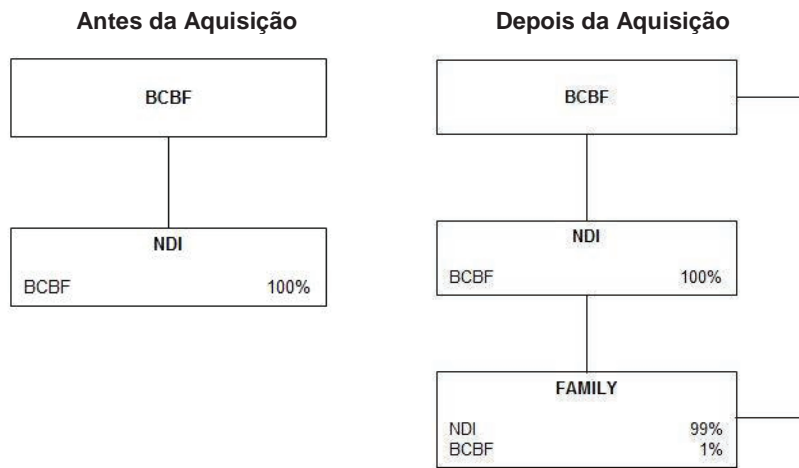 Antes da Aquisição
BCBF
NDI
BCBF 100%
Depois da Aquisição
BCBF
NDI
BCBF 100%
FAMILY
NDI 99%
BCBF 1%